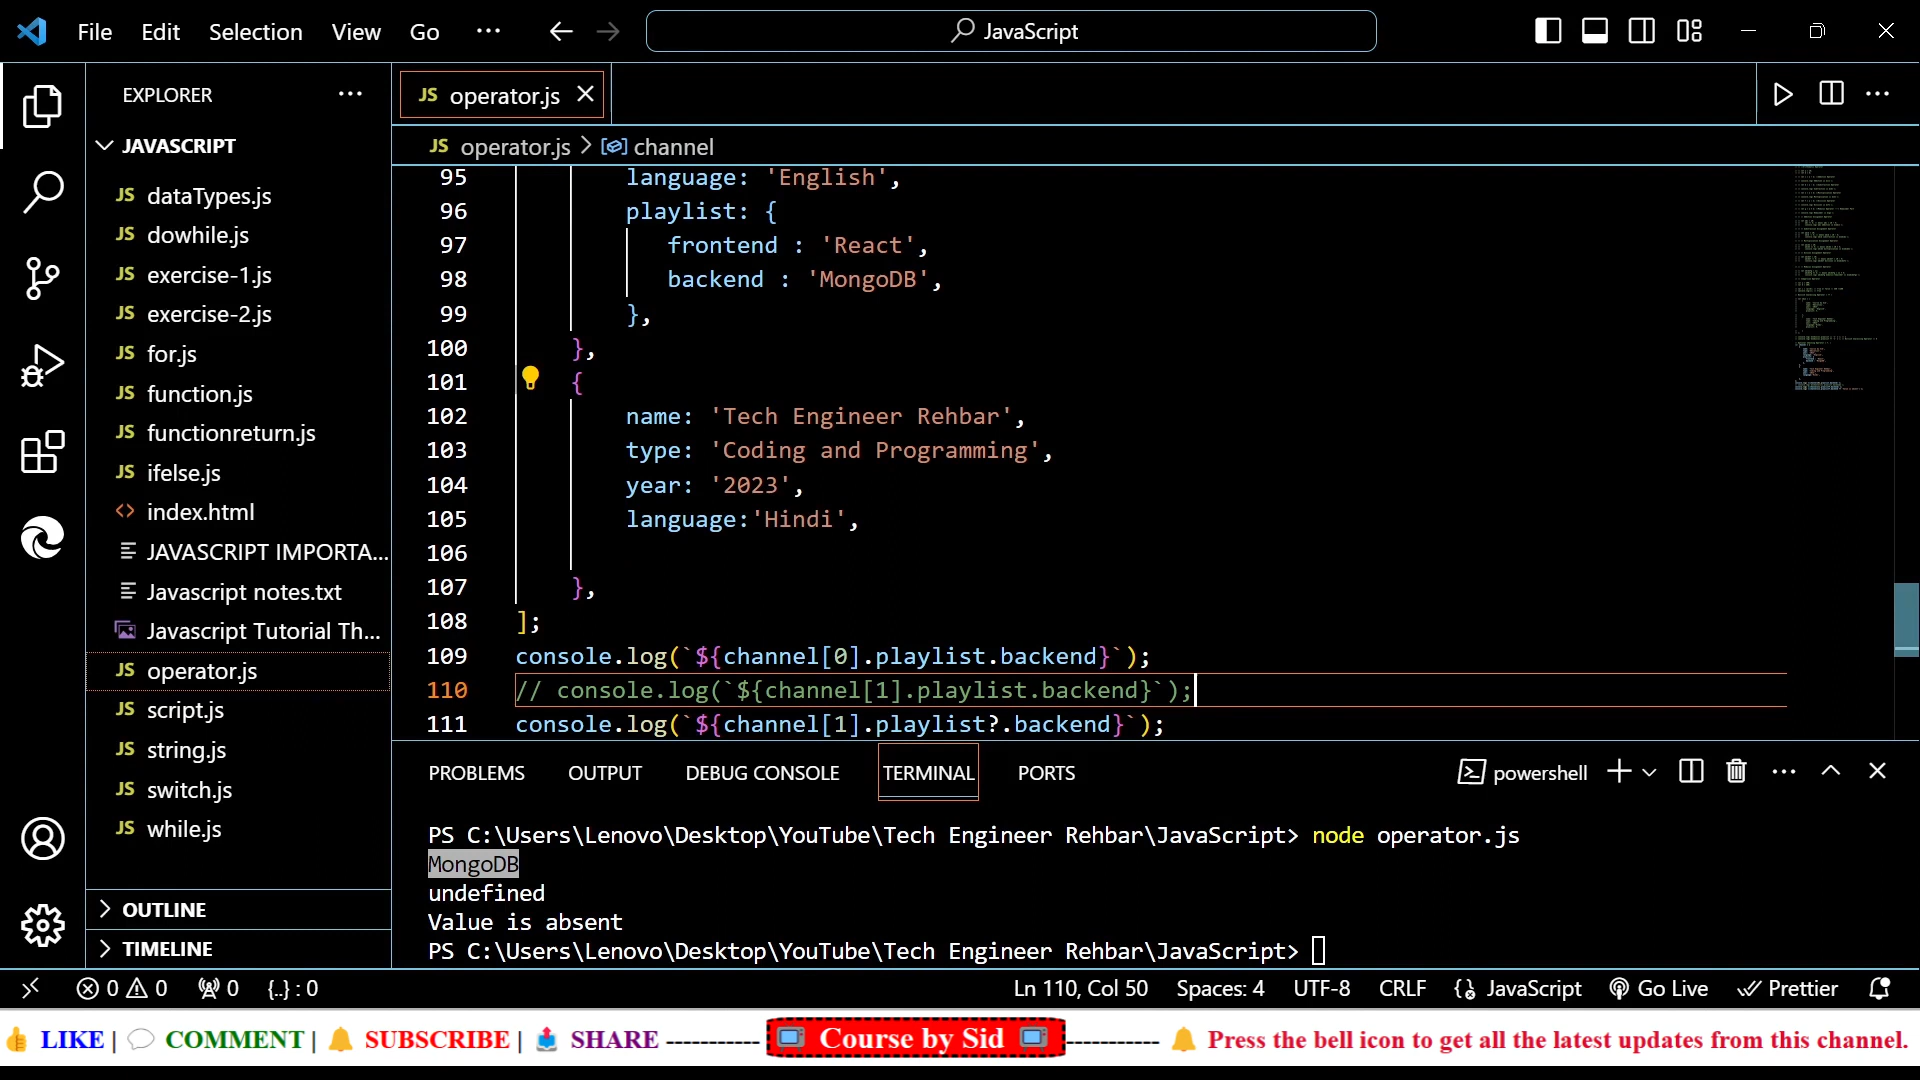 File Edit Selection View Go ··· JavaScript
EXPLORER ···
JAVASCRIPT
JS dataTypes.js
JS dowhile.js
JS exercise-1.js
JS exercise-2.js
JS for.js
JS function.js
JS functionreturn.js
JS ifelse.js
<> index.html
JAVASCRIPT IMPORTA...
Javascript notes.txt
Javascript Tutorial Th...
JS operator.js
JS script.js
JS string.js
JS switch.js
JS while.js
OUTLINE
TIMELINE
JS operator.js
JS operator.js > channel
95 language: 'English',
96 playlist: {
97 frontend : 'React',
98 backend : 'MongoDB',
99 },
100 },
101 {
102 name: 'Tech Engineer Rehbar',
103 type: 'Coding and Programming',
104 year: '2023',
105 language:'Hindi',
106
107 },
108 ];
109 console.log(`${channel[0].playlist.backend}`);
110 // console.log(`${channel[1].playlist.backend}`);
111 console.log(`${channel[1].playlist?.backend}`);
PROBLEMS OUTPUT DEBUG CONSOLE TERMINAL PORTS powershell
PS C:\Users\Lenovo\Desktop\YouTube\Tech Engineer Rehbar\JavaScript> node operator.js
MongoDB
undefined
Value is absent
PS C:\Users\Lenovo\Desktop\YouTube\Tech Engineer Rehbar\JavaScript>
0 0 0 {..} : 0 Ln 110, Col 50 Spaces: 4 UTF-8 CRLF JavaScript Go Live Prettier
👍 LIKE | 💬 COMMENT | 🔔 SUBSCRIBE | 📤 SHARE ----------- 📺 Course by Sid 📺 ----------- 🔔 Press the bell icon to get all the latest updates from this channel.